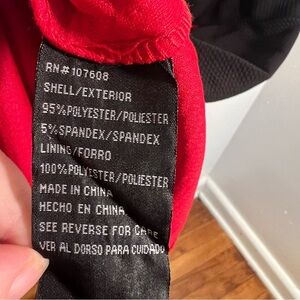 RN#107608
SHELL/EXTERIOR
95%POLYESTER/POLIESTER
5%SPANDEX/SPANDEX
LINING/FORRO
100%POLYESTER/POLIESTER
MADE IN CHINA
HECHO EN CHINA
SEE REVERSE FOR CARE
VER AL DORSO PARA CUIDADO